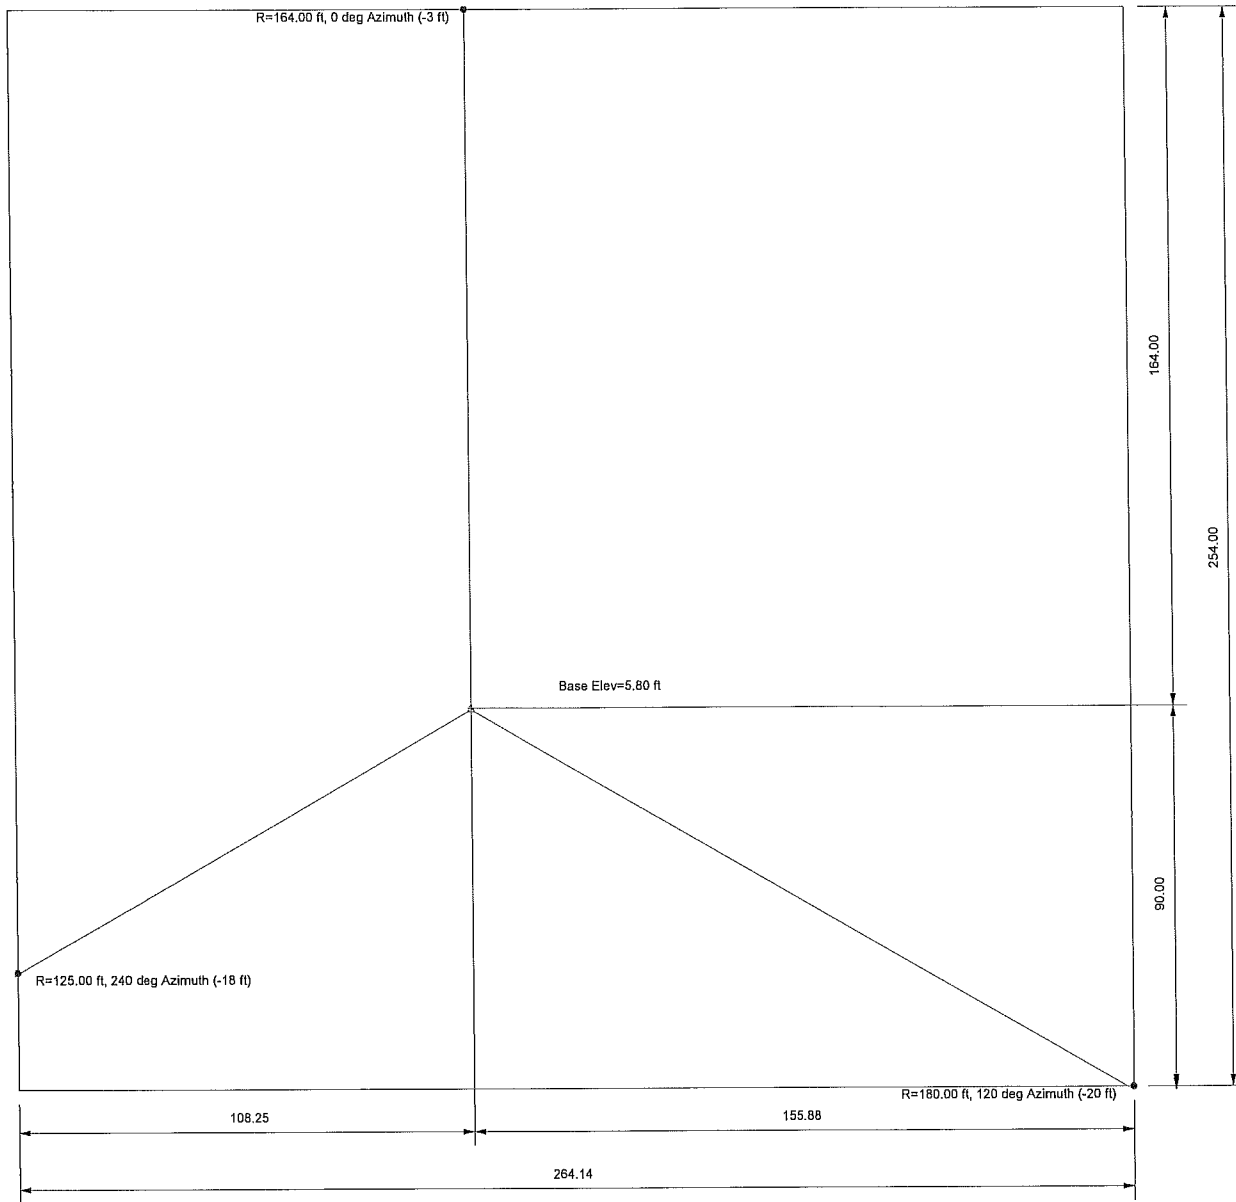 R=164.00 ft, 0 deg Azimuth (-3 ft)
164.00
254.00
Base Elev=5.80 ft
90.00
R=125.00 ft, 240 deg Azimuth (-18 ft)
R=180.00 ft, 120 deg Azimuth (-20 ft)
108.25
155.88
264.14